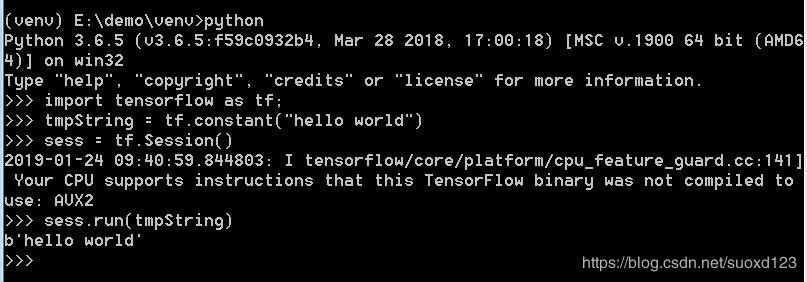 (venv) E:\demo\venv>python
Python 3.6.5 (v3.6.5:f59c0932b4, Mar 28 2018, 17:00:18) [MSC v.1900 64 bit (AMD6
4)] on win32
Type "help", "copyright", "credits" or "license" for more information.
>>> import tensorflow as tf;
>>> tmpString = tf.constant("hello world")
>>> sess = tf.Session()
2019-01-24 09:40:59.844803: I tensorflow/core/platform/cpu_feature_guard.cc:141]
 Your CPU supports instructions that this TensorFlow binary was not compiled to
use: AVX2
>>> sess.run(tmpString)
b'hello world'
>>>
https://blog.csdn.net/suoxd123